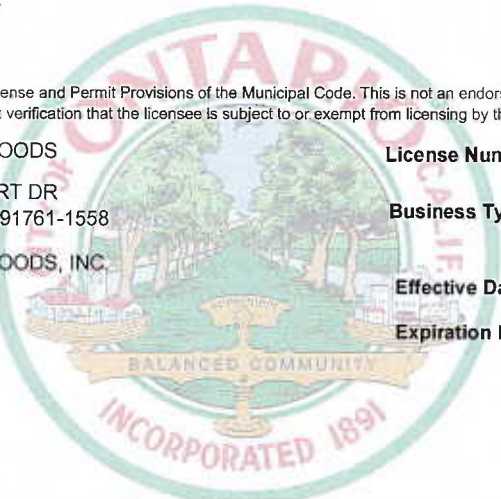 ense and Permit Provisions of the Municipal Code. This is not an endors
verification that the licensee is subject to or exempt from licensing by th
OODS
License Num
RT DR
91761-1558
Business Ty
OODS, INC.
Effective Da
Expiration
CITY OF ONTARIO CALIF.
BALANCED COMMUNITY
INCORPORATED 1891